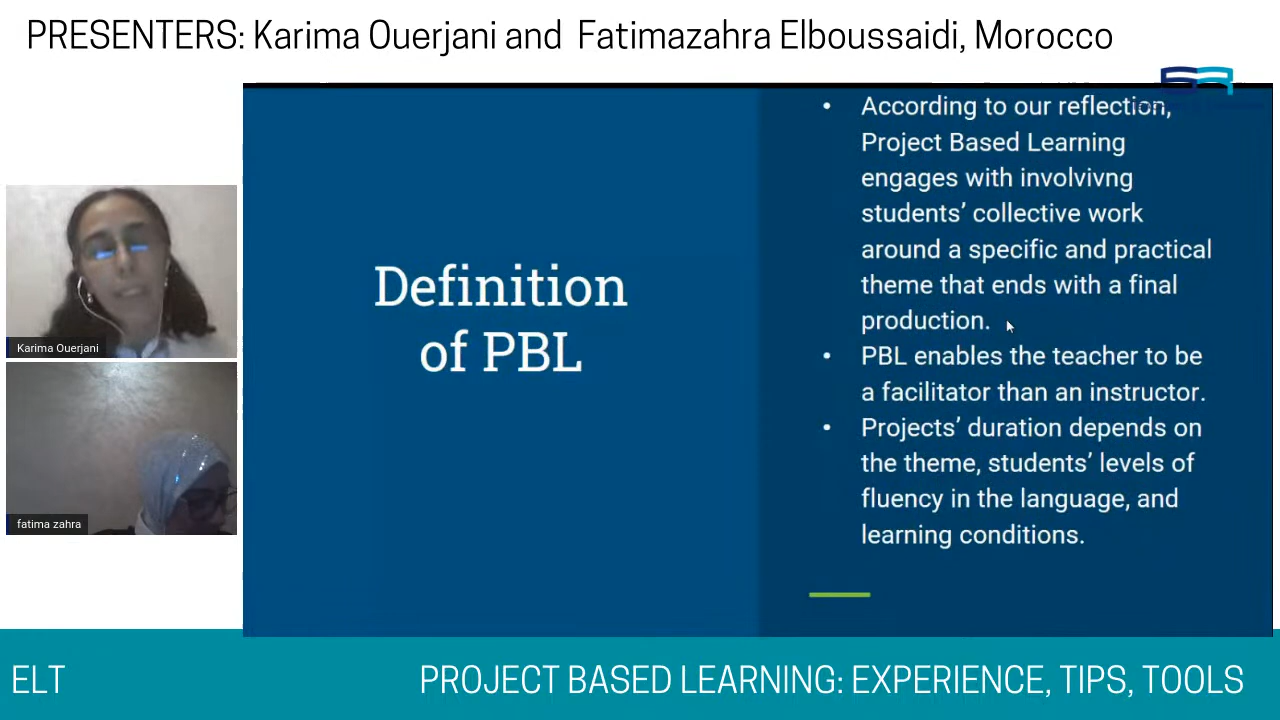 PRESENTERS: Karima Ouerjani and Fatimazahra Elboussaidi, Morocco
• According to our reflection,
Project Based Learning
engages with involvivng
students’ collective work
around a specific and practical
theme that ends with a final
production.
• PBL enables the teacher to be
a facilitator than an instructor.
• Projects’ duration depends on
the theme, students’ levels of
fluency in the language, and
learning conditions.
Definition
of PBL
Karima Ouerjani
fatima zahra
ELT
PROJECT BASED LEARNING: EXPERIENCE, TIPS, TOOLS